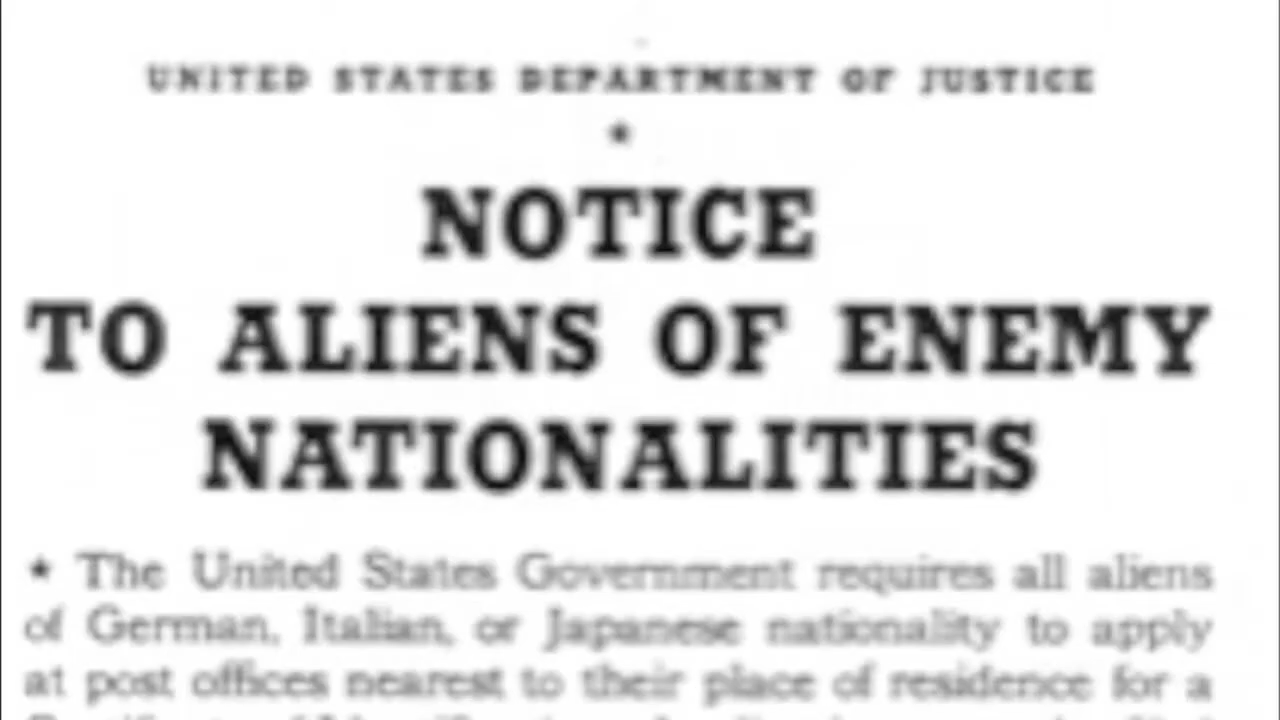 UNITED STATES DEPARTMENT OF JUSTICE
★
NOTICE
TO ALIENS OF ENEMY
NATIONALITIES
★ The United States Government requires all aliens
of German, Italian, or Japanese nationality to apply
at post offices nearest to their place of residence for a